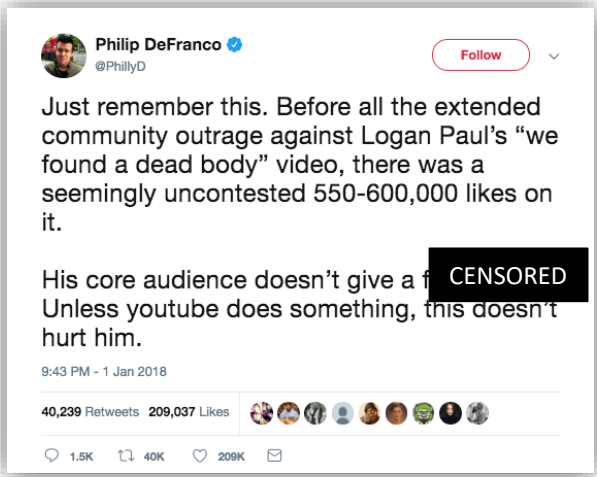 Philip DeFranco
@PhillyD
Follow
Just remember this. Before all the extended
community outrage against Logan Paul’s “we
found a dead body” video, there was a
seemingly uncontested 550-600,000 likes on
it.
His core audience doesn’t give a f
CENSORED
Unless youtube does something, this doesn’t
hurt him.
9:43 PM - 1 Jan 2018
40,239 Retweets 209,037 Likes
1.5K 40K 209K